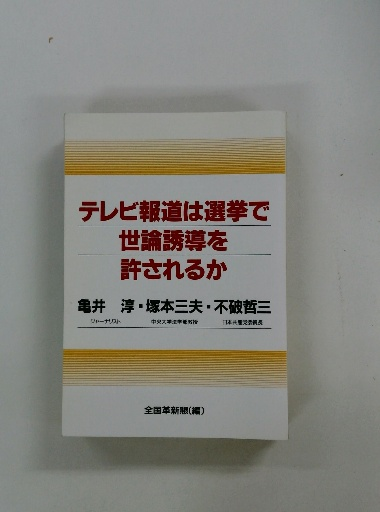 テレビ報道は選挙で
世論誘導を
許されるか
亀井 淳・塚本三夫・不破哲三
ジャーナリスト 中央大学法学部教授 日本共産党委員長
全国革新懇(編)